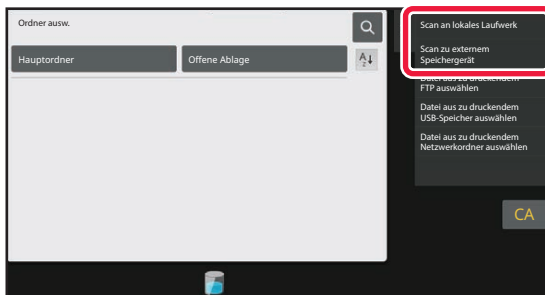 Ordner ausw.
Hauptordner
Offene Ablage
A
Z
Scan an lokales Laufwerk
Scan zu externem
Speichergerät
Datei aus zu druckendem
FTP auswählen
Datei aus zu druckendem
USB-Speicher auswählen
Datei aus zu druckendem
Netzwerkordner auswählen
CA